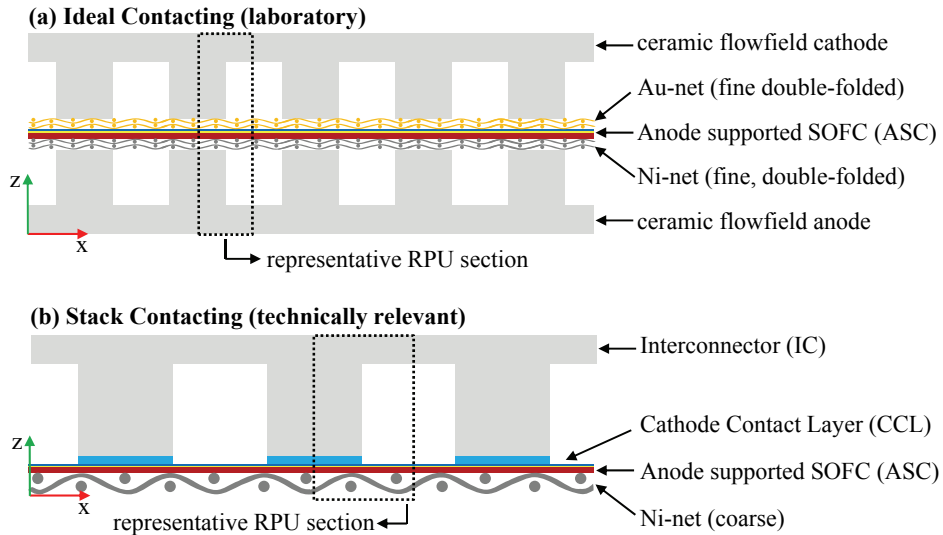 (a) Ideal Contacting (laboratory)
ceramic flowfield cathode
Au-net (fine double-folded)
Anode supported SOFC (ASC)
Ni-net (fine, double-folded)
ceramic flowfield anode
z
x
representative RPU section
(b) Stack Contacting (technically relevant)
Interconnector (IC)
Cathode Contact Layer (CCL)
Anode supported SOFC (ASC)
Ni-net (coarse)
z
x
representative RPU section